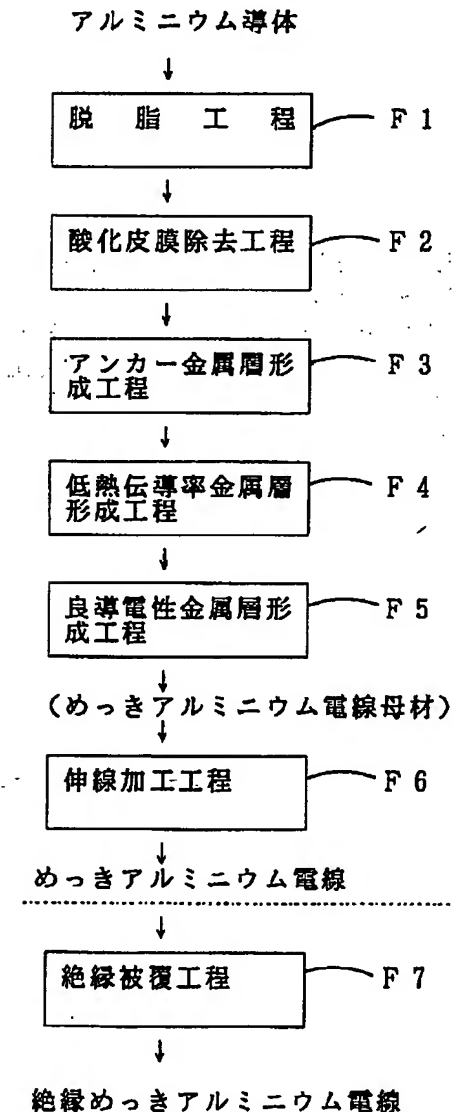 アルミニウム導体
↓
脱脂工程 F1
↓
酸化皮膜除去工程 F2
↓
アンカー金属層形 F3
成工程
↓
低熱伝導率金属層 F4
形成工程
↓
良導電性金属層形 F5
成工程
↓
(めっきアルミニウム電線母材)
↓
伸線加工工程 F6
↓
めっきアルミニウム電線
↓
絶縁被覆工程 F7
↓
絶縁めっきアルミニウム電線